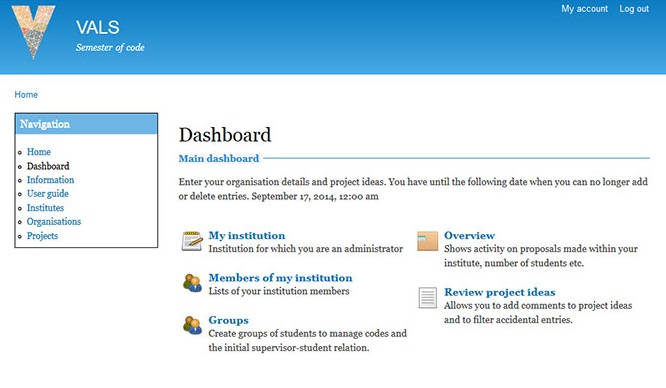 My account Log out
VALS
Semester of code
Home
Navigation
Home
Dashboard
Information
User guide
Institutes
Organisations
Projects
Dashboard
Main dashboard
Enter your organisation details and project ideas. You have until the following date when you can no longer add
or delete entries. September 17, 2014, 12:00 am
My institution
Institution for which you are an administrator
Members of my institution
Lists of your institution members
Groups
Create groups of students to manage codes and
the initial supervisor-student relation.
Overview
Shows activity on proposals made within your
institute, number of students etc.
Review project ideas
Allows you to add comments to project ideas
and to filter accidental entries.